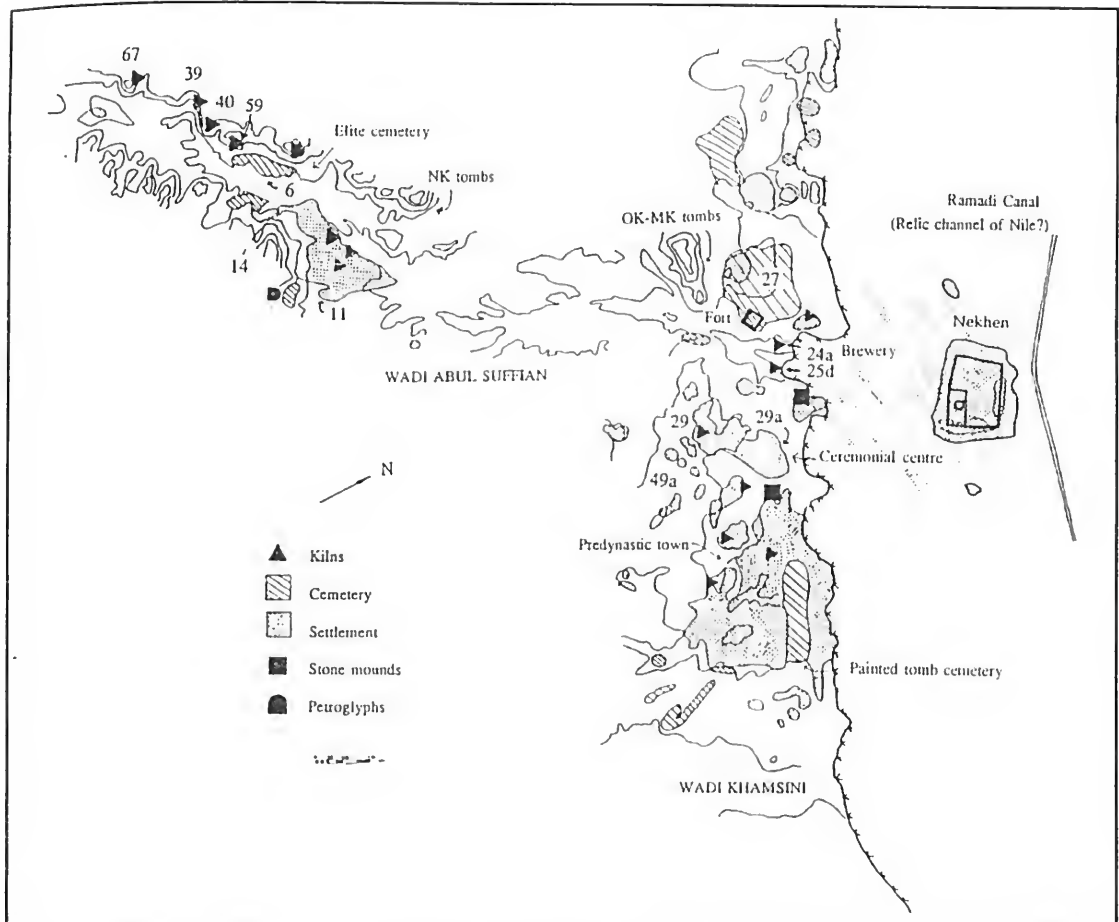 67
39
40
59
Elite cemetery
6
NK tombs
14
11
WADI ABUL SUFFIAN
OK-MK tombs
27
Fort
24a
Brewery
25d
Ramadi Canal
(Relic channel of Nile?)
Nekhen
29
29a
Ceremonial centre
49a
Predynastic town
Painted tomb cemetery
WADI KHAMSINI
N
Kilns
Cemetery
Settlement
Stone mounds
Petroglyphs